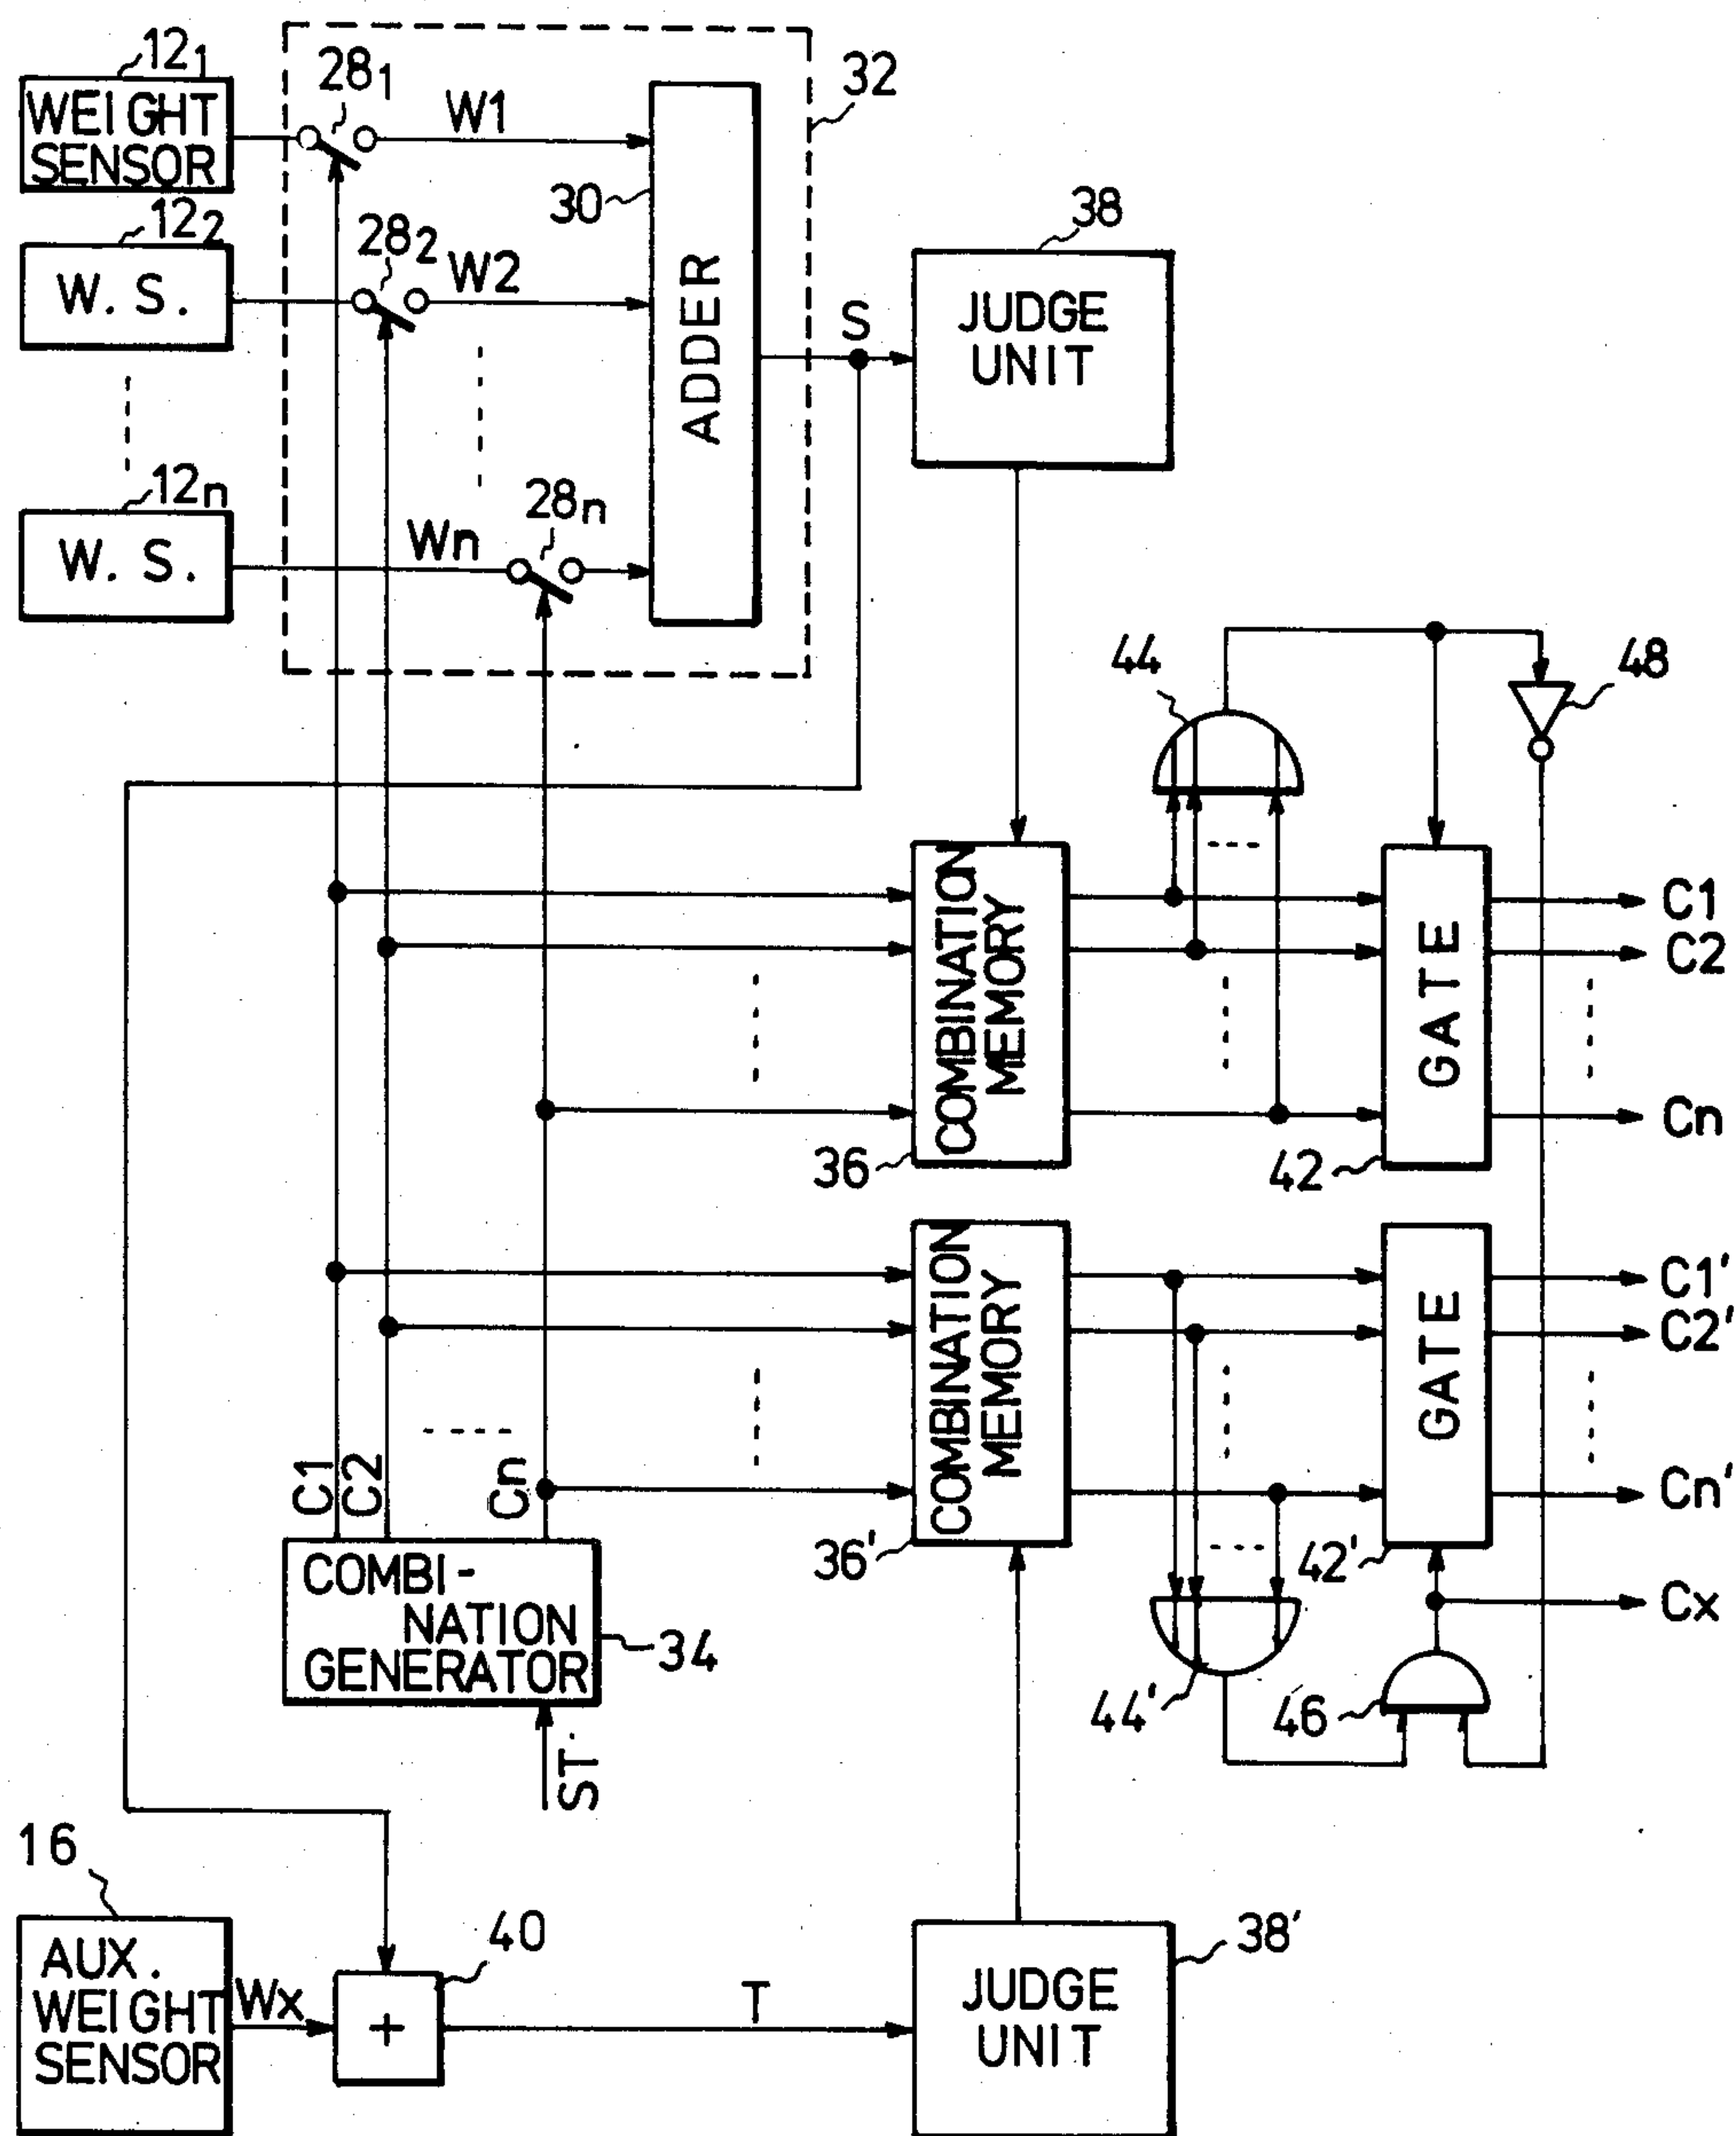 12₁
WEIGHT
SENSOR
28₁
W1
32
12₂
W. S.
28₂
W2
30
ADDER
S
38
JUDGE
UNIT
12n
W. S.
Wn
28n
44
48
COMBINATION
MEMORY
36
GATE
42
C1
C2
Cn
COMBINATION
MEMORY
36'
GATE
42'
C1'
C2'
Cn'
Cx
C1
C2
Cn
COMBI-
NATION
GENERATOR
34
ST
44'
46
16
AUX.
WEIGHT
SENSOR
Wx
40
+
T
38'
JUDGE
UNIT